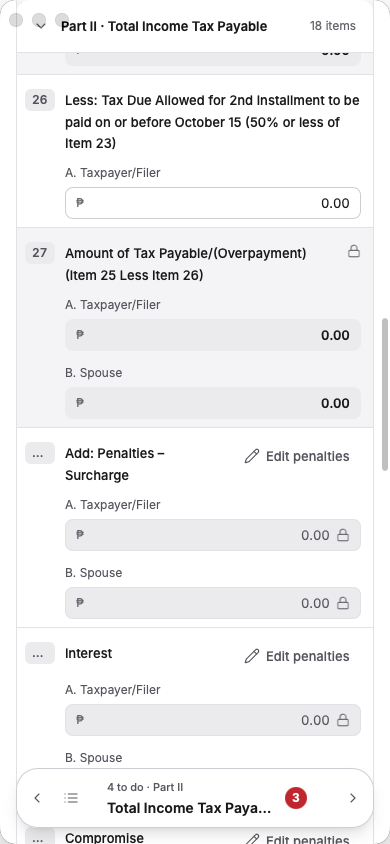 Part II · Total Income Tax Payable
18 items
₱
0.00
26
Less: Tax Due Allowed for 2nd Installment to be
paid on or before October 15 (50% or less of
Item 23)
A. Taxpayer/Filer
₱
0.00
27
Amount of Tax Payable/(Overpayment)
(Item 25 Less Item 26)
A. Taxpayer/Filer
₱
0.00
B. Spouse
₱
0.00
...
Add: Penalties –
Surcharge
Edit penalties
A. Taxpayer/Filer
₱
0.00
B. Spouse
₱
0.00
...
Interest
Edit penalties
A. Taxpayer/Filer
₱
0.00
B. Spouse
4 to do · Part II
Total Income Tax Paya...
3
...
Compromise
Edit penalties